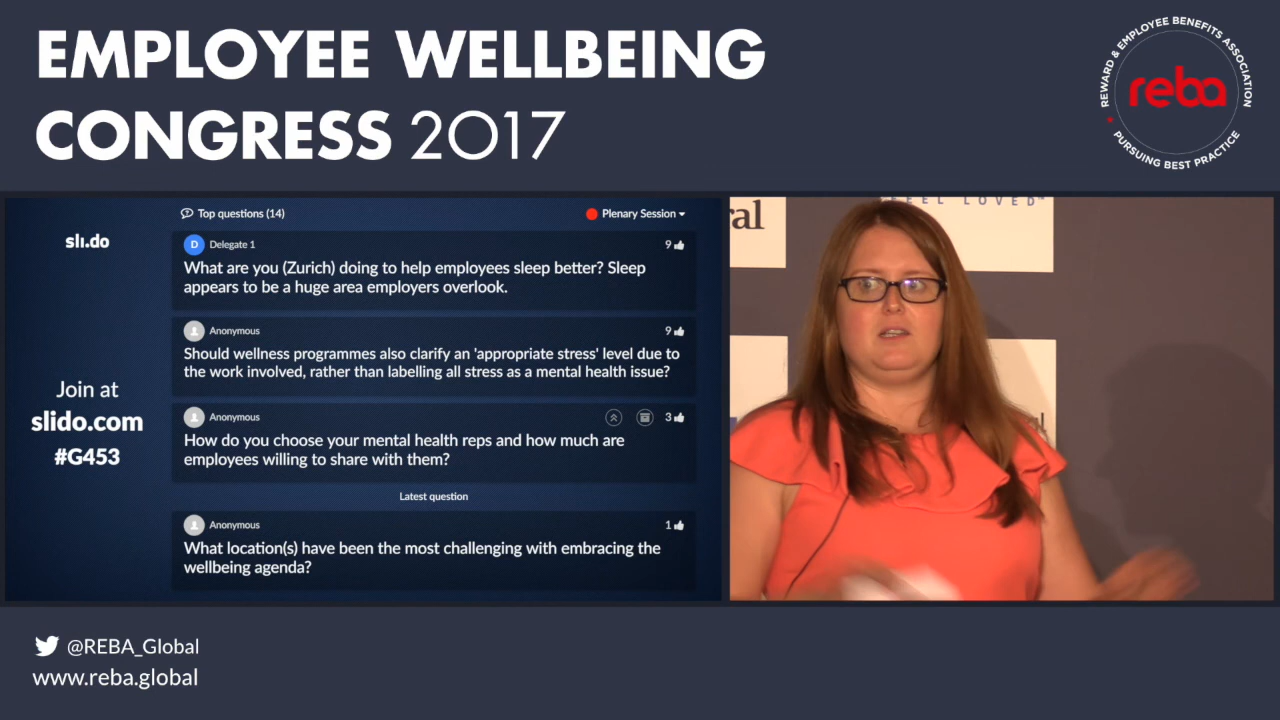 EMPLOYEE WELLBEING
CONGRESS 2017
REWARD & EMPLOYEE BENEFITS ASSOCIATION
reba
PURSUING BEST PRACTICE
sli.do
Join at
slido.com
#G453
Top questions (14)
Plenary Session
D
Delegate 1
9
What are you (Zurich) doing to help employees sleep better? Sleep
appears to be a huge area employers overlook.
Anonymous
9
Should wellness programmes also clarify an 'appropriate stress' level due to
the work involved, rather than labelling all stress as a mental health issue?
Anonymous
3
How do you choose your mental health reps and how much are
employees willing to share with them?
Latest question
Anonymous
1
What location(s) have been the most challenging with embracing the
wellbeing agenda?
ral
FEEL LOVED
@REBA_Global
www.reba.global